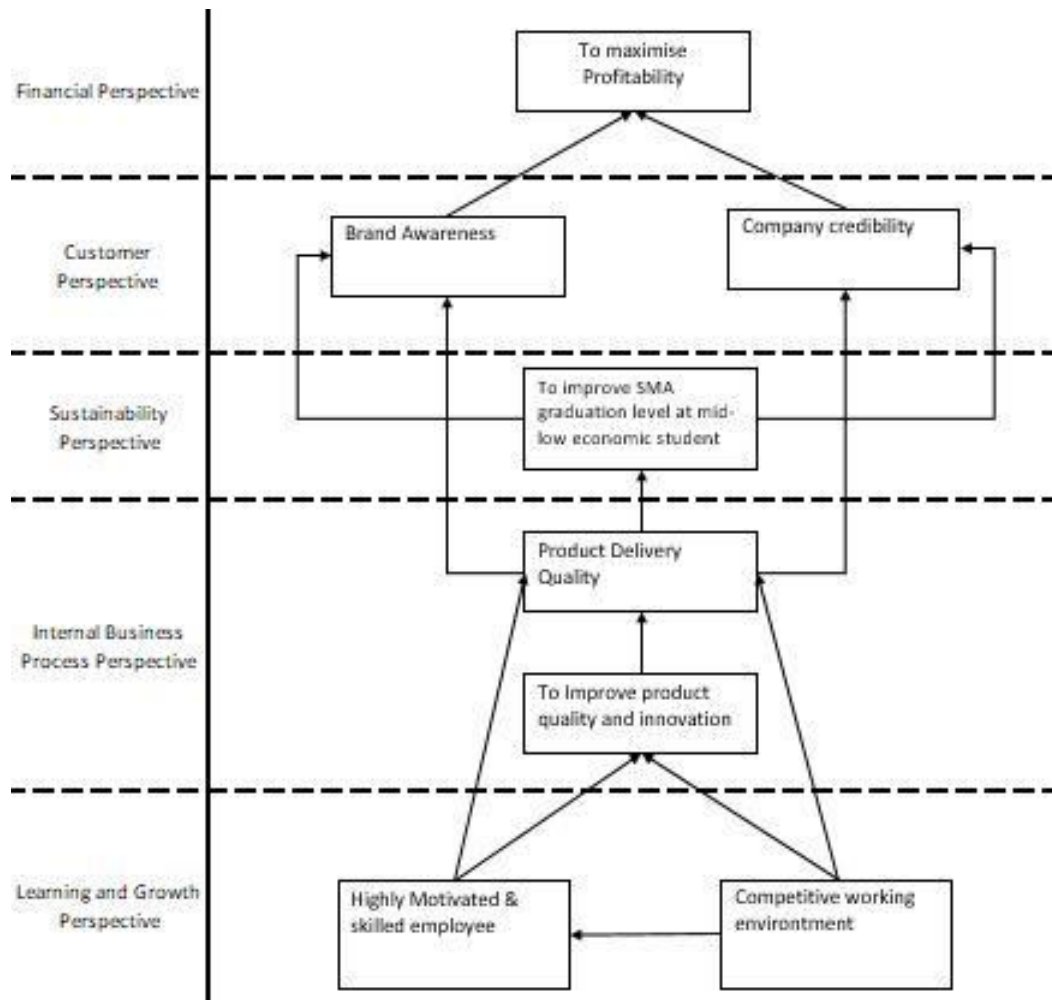 To maximise
Profitability
Financial Perspective
Brand Awareness
Company credibility
Customer
Perspective
To improve SMA
graduation level at mid-
low economic student
Sustainability
Perspective
Product Delivery
Quality
Internal Business
Process Perspective
To Improve product
quality and innovation
Learning and Growth
Perspective
Highly Motivated &
skilled employee
Competitive working
environtment